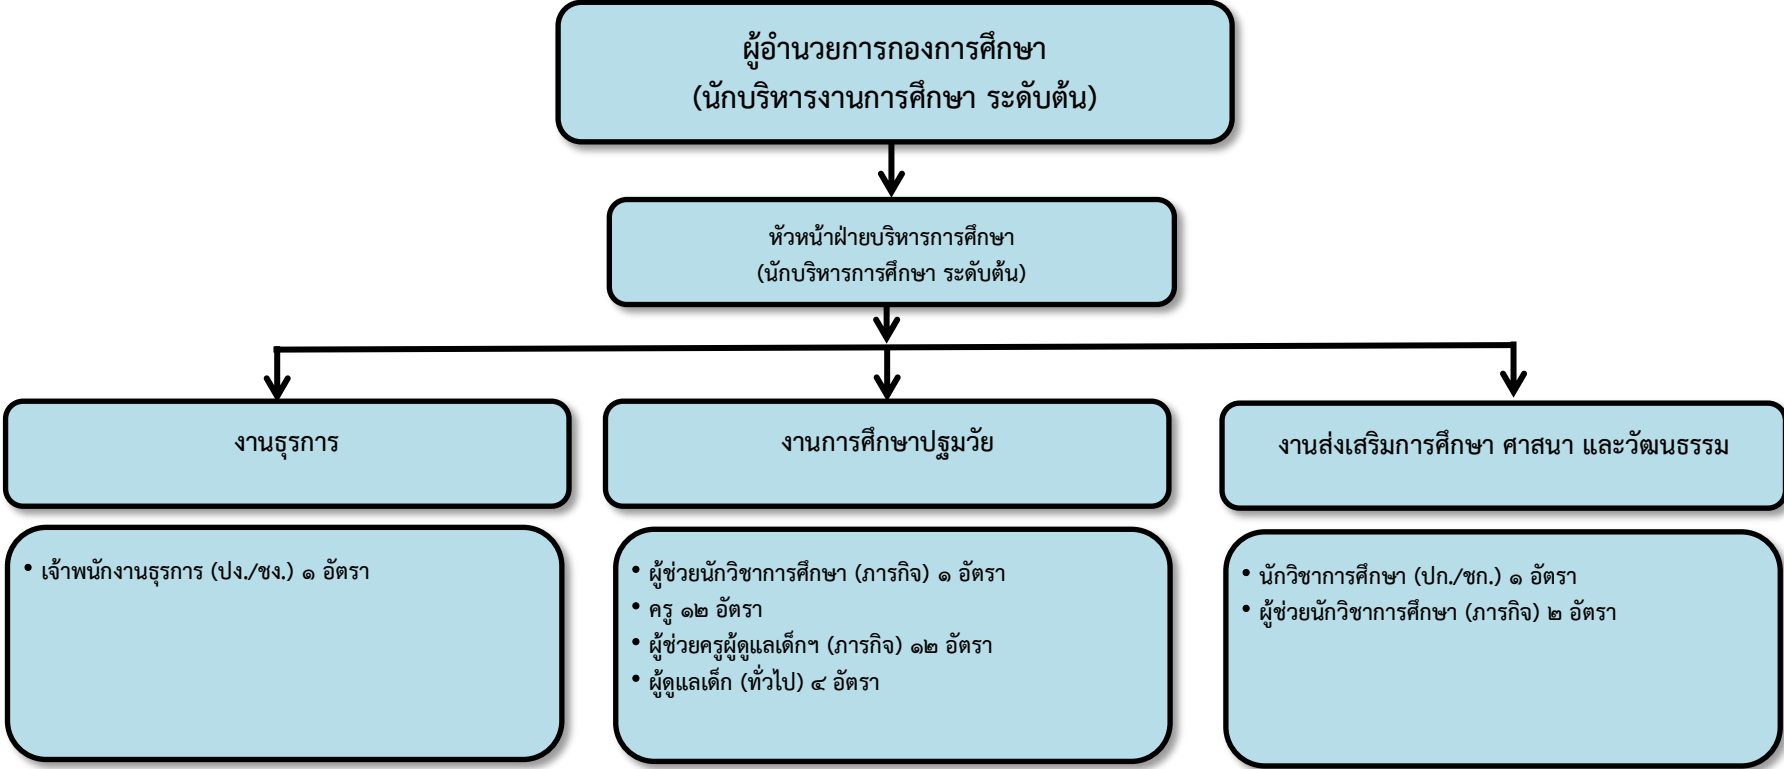 ผู้อำนวยการกองการศึกษา
(นักบริหารงานการศึกษา ระดับต้น)
หัวหน้าฝ่ายบริหารการศึกษา
(นักบริหารการศึกษา ระดับต้น)
งานธุรการ
งานการศึกษาปฐมวัย
งานส่งเสริมการศึกษา ศาสนา และวัฒนธรรม
• เจ้าพนักงานธุรการ (ปง./ชง.) ๑ อัตรา
• ผู้ช่วยนักวิชาการศึกษา (ภารกิจ) ๑ อัตรา
• ครู ๑๒ อัตรา
• ผู้ช่วยครูผู้ดูแลเด็กฯ (ภารกิจ) ๑๒ อัตรา
• ผู้ดูแลเด็ก (ทั่วไป) ๔ อัตรา
• นักวิชาการศึกษา (ปก./ชก.) ๑ อัตรา
• ผู้ช่วยนักวิชาการศึกษา (ภารกิจ) ๒ อัตรา